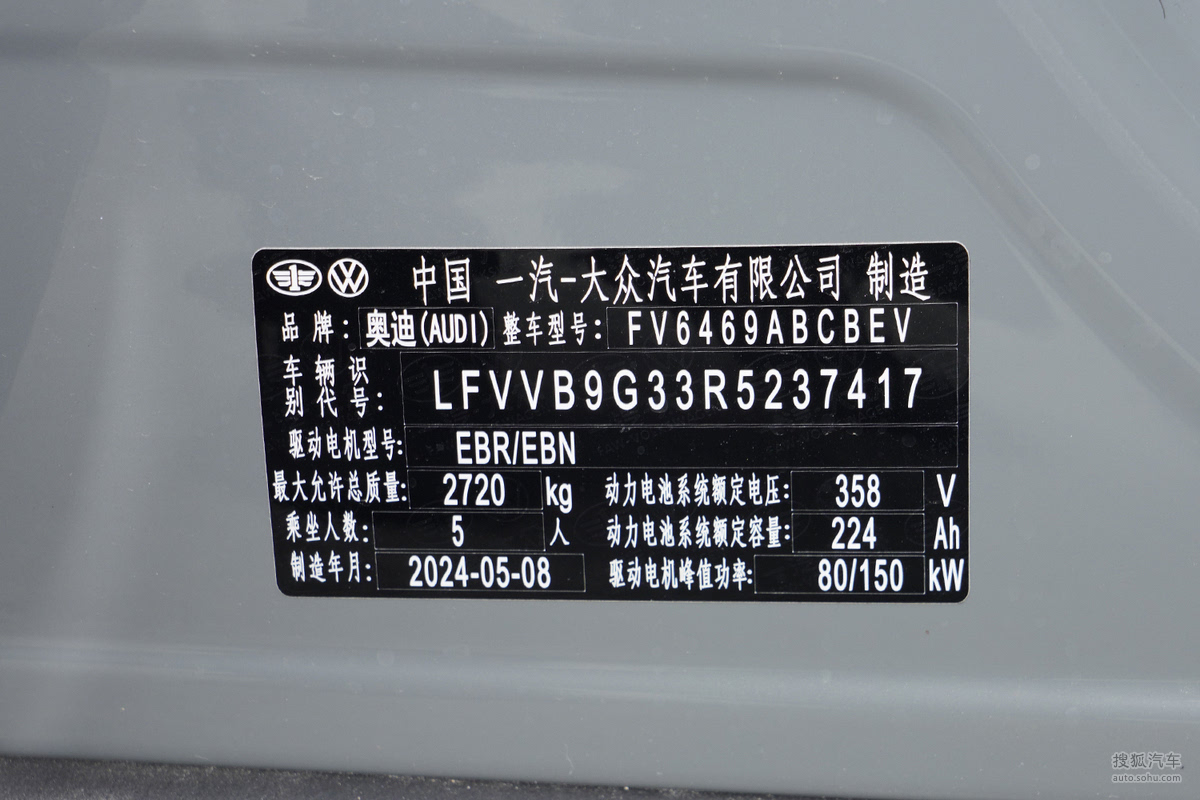 中国 一汽-大众汽车有限公司 制造
品牌: 奥迪(AUDI) 整车型号: FV6469ABCBEV
车辆识别代号: LFVVB9G33R5237417
驱动电机型号: EBR/EBN
最大允许总质量: 2720 kg 动力电池系统额定电压: 358 V
乘坐人数: 5 人 动力电池系统额定容量: 224 Ah
制造年月: 2024-05-08 驱动电机峰值功率: 80/150 kW
搜狐汽车
auto.sohu.com